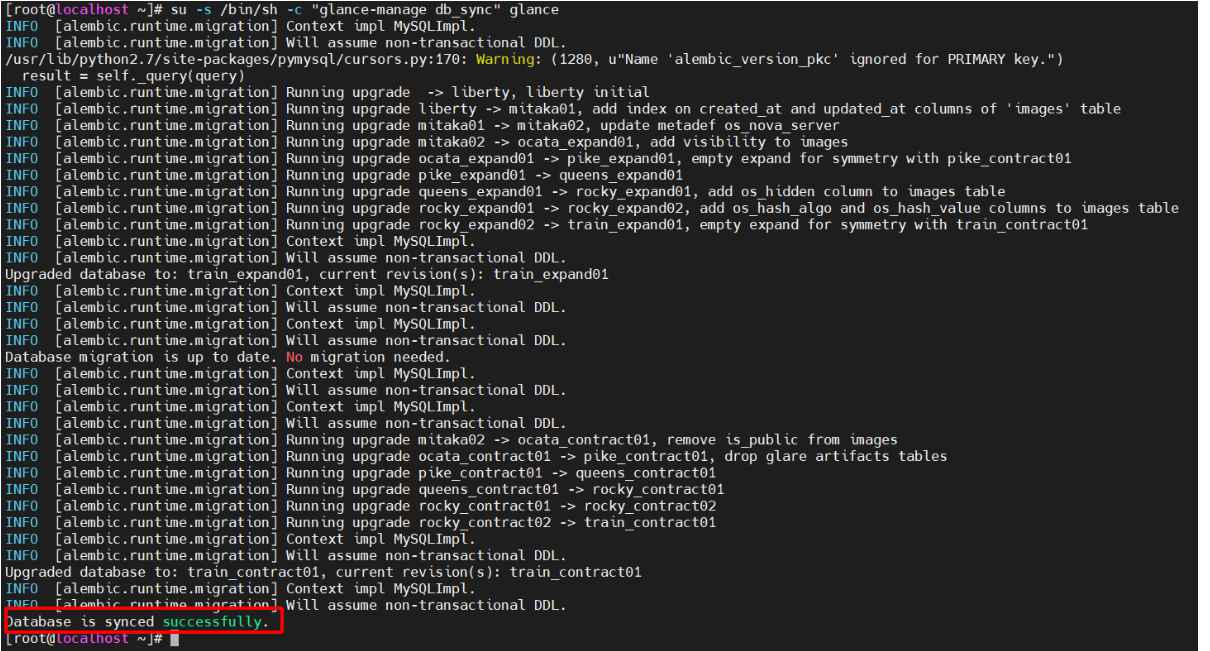 [root@localhost ~]# su -s /bin/sh -c "glance-manage db_sync" glance
INFO  [alembic.runtime.migration] Context impl MySQLImpl.
INFO  [alembic.runtime.migration] Will assume non-transactional DDL.
/usr/lib/python2.7/site-packages/pymysql/cursors.py:170: Warning: (1280, u"Name 'alembic_version_pkc' ignored for PRIMARY key.")
  result = self._query(query)
INFO  [alembic.runtime.migration] Running upgrade  -> liberty, liberty initial
INFO  [alembic.runtime.migration] Running upgrade liberty -> mitaka01, add index on created_at and updated_at columns of 'images' table
INFO  [alembic.runtime.migration] Running upgrade mitaka01 -> mitaka02, update metadef os_nova_server
INFO  [alembic.runtime.migration] Running upgrade mitaka02 -> ocata_expand01, add visibility to images
INFO  [alembic.runtime.migration] Running upgrade ocata_expand01 -> pike_expand01, empty expand for symmetry with pike_contract01
INFO  [alembic.runtime.migration] Running upgrade pike_expand01 -> queens_expand01
INFO  [alembic.runtime.migration] Running upgrade queens_expand01 -> rocky_expand01, add os_hidden column to images table
INFO  [alembic.runtime.migration] Running upgrade rocky_expand01 -> rocky_expand02, add os_hash_algo and os_hash_value columns to images table
INFO  [alembic.runtime.migration] Running upgrade rocky_expand02 -> train_expand01, empty expand for symmetry with train_contract01
INFO  [alembic.runtime.migration] Context impl MySQLImpl.
INFO  [alembic.runtime.migration] Will assume non-transactional DDL.
Upgraded database to: train_expand01, current revision(s): train_expand01
INFO  [alembic.runtime.migration] Context impl MySQLImpl.
INFO  [alembic.runtime.migration] Will assume non-transactional DDL.
INFO  [alembic.runtime.migration] Context impl MySQLImpl.
INFO  [alembic.runtime.migration] Will assume non-transactional DDL.
Database migration is up to date. No migration needed.
INFO  [alembic.runtime.migration] Context impl MySQLImpl.
INFO  [alembic.runtime.migration] Will assume non-transactional DDL.
INFO  [alembic.runtime.migration] Context impl MySQLImpl.
INFO  [alembic.runtime.migration] Will assume non-transactional DDL.
INFO  [alembic.runtime.migration] Running upgrade mitaka02 -> ocata_contract01, remove is_public from images
INFO  [alembic.runtime.migration] Running upgrade ocata_contract01 -> pike_contract01, drop glare artifacts tables
INFO  [alembic.runtime.migration] Running upgrade pike_contract01 -> queens_contract01
INFO  [alembic.runtime.migration] Running upgrade queens_contract01 -> rocky_contract01
INFO  [alembic.runtime.migration] Running upgrade rocky_contract01 -> rocky_contract02
INFO  [alembic.runtime.migration] Running upgrade rocky_contract02 -> train_contract01
INFO  [alembic.runtime.migration] Context impl MySQLImpl.
INFO  [alembic.runtime.migration] Will assume non-transactional DDL.
Upgraded database to: train_contract01, current revision(s): train_contract01
INFO  [alembic.runtime.migration] Context impl MySQLImpl.
INFO  [alembic.runtime.migration] Will assume non-transactional DDL.
Database is synced successfully.
[root@localhost ~]#